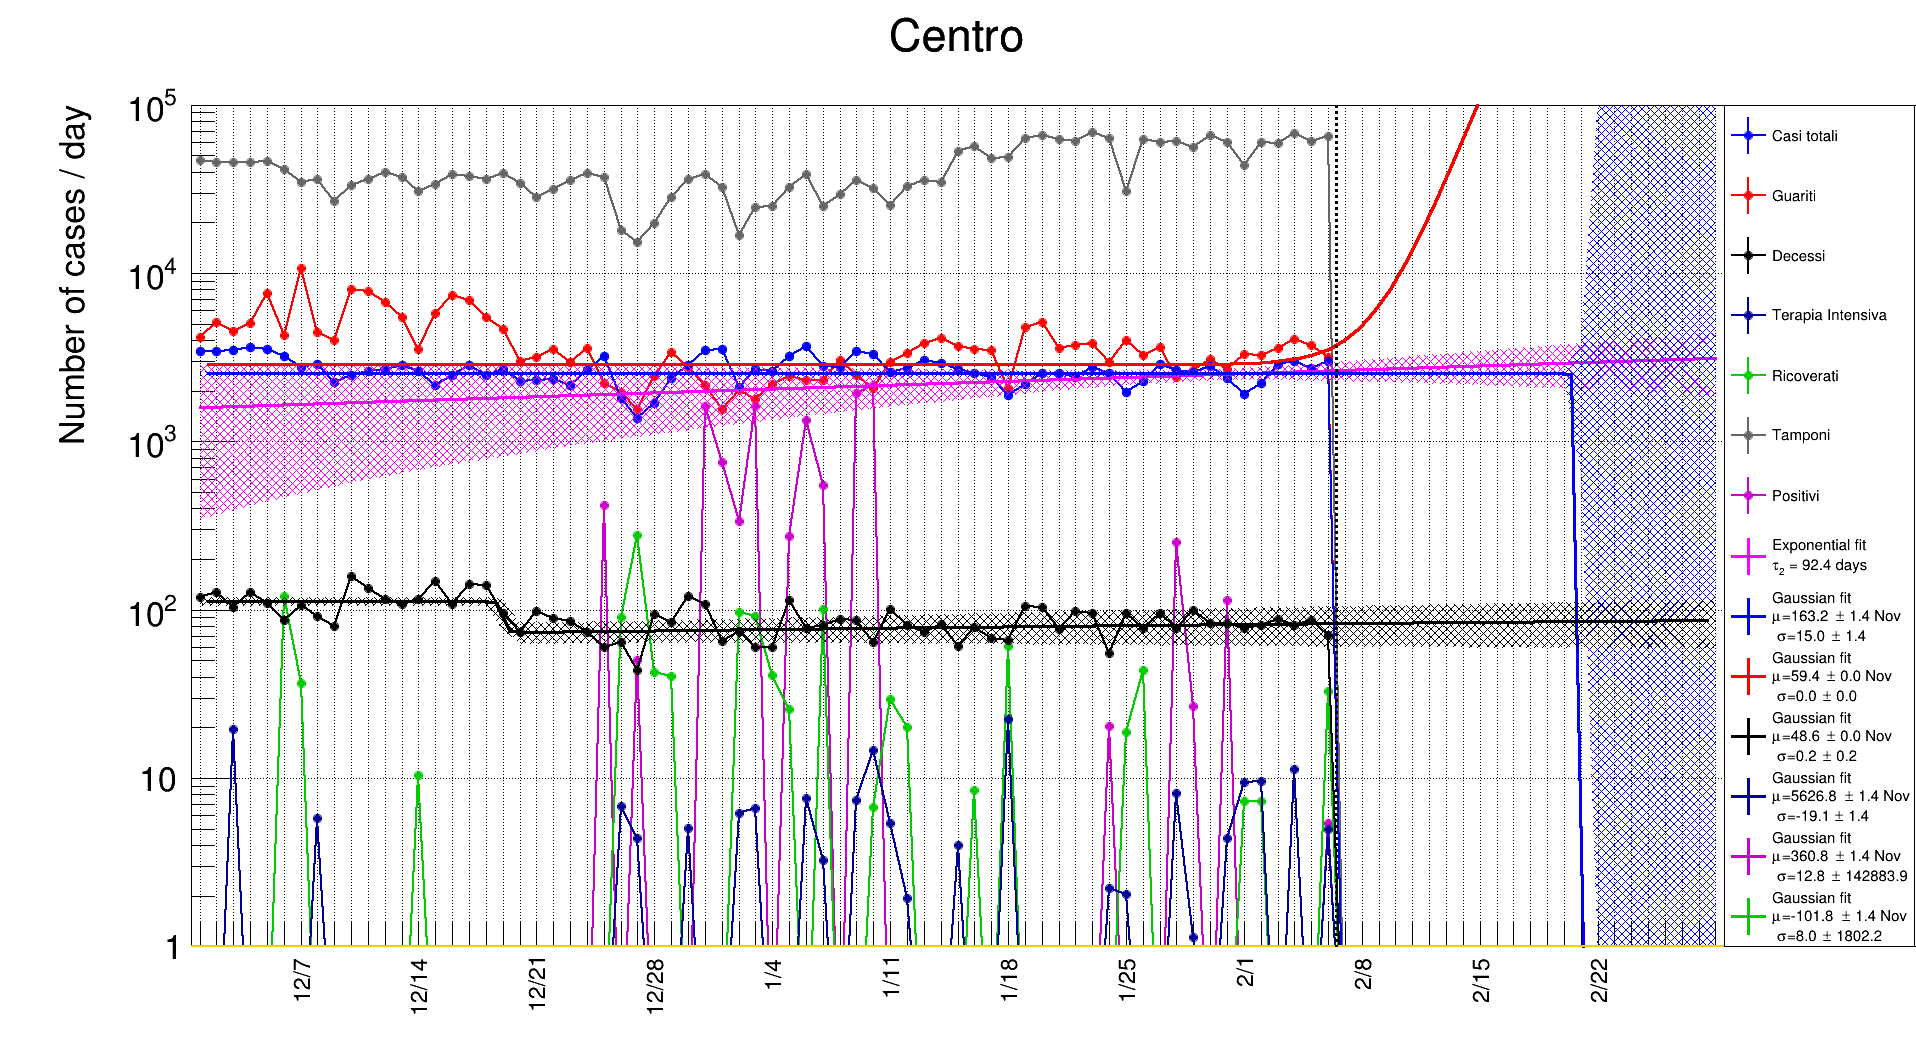 Centro
Number of cases / day
10^5
10^4
10^3
10^2
10
1
12/7
12/14
12/21
12/28
1/4
1/11
1/18
1/25
2/1
2/8
2/15
2/22
Casi totali
Guariti
Decessi
Terapia Intensiva
Ricoverati
Tamponi
Positivi
Exponential fit
τ₂ = 92.4 days
Gaussian fit
μ=163.2 ± 1.4 Nov
σ=15.0 ± 1.4
Gaussian fit
μ=59.4 ± 0.0 Nov
σ=0.0 ± 0.0
Gaussian fit
μ=48.6 ± 0.0 Nov
σ=0.2 ± 0.2
Gaussian fit
μ=5626.8 ± 1.4 Nov
σ=-19.1 ± 1.4
Gaussian fit
μ=360.8 ± 1.4 Nov
σ=12.8 ± 142883.9
Gaussian fit
μ=-101.8 ± 1.4 Nov
σ=8.0 ± 1802.2